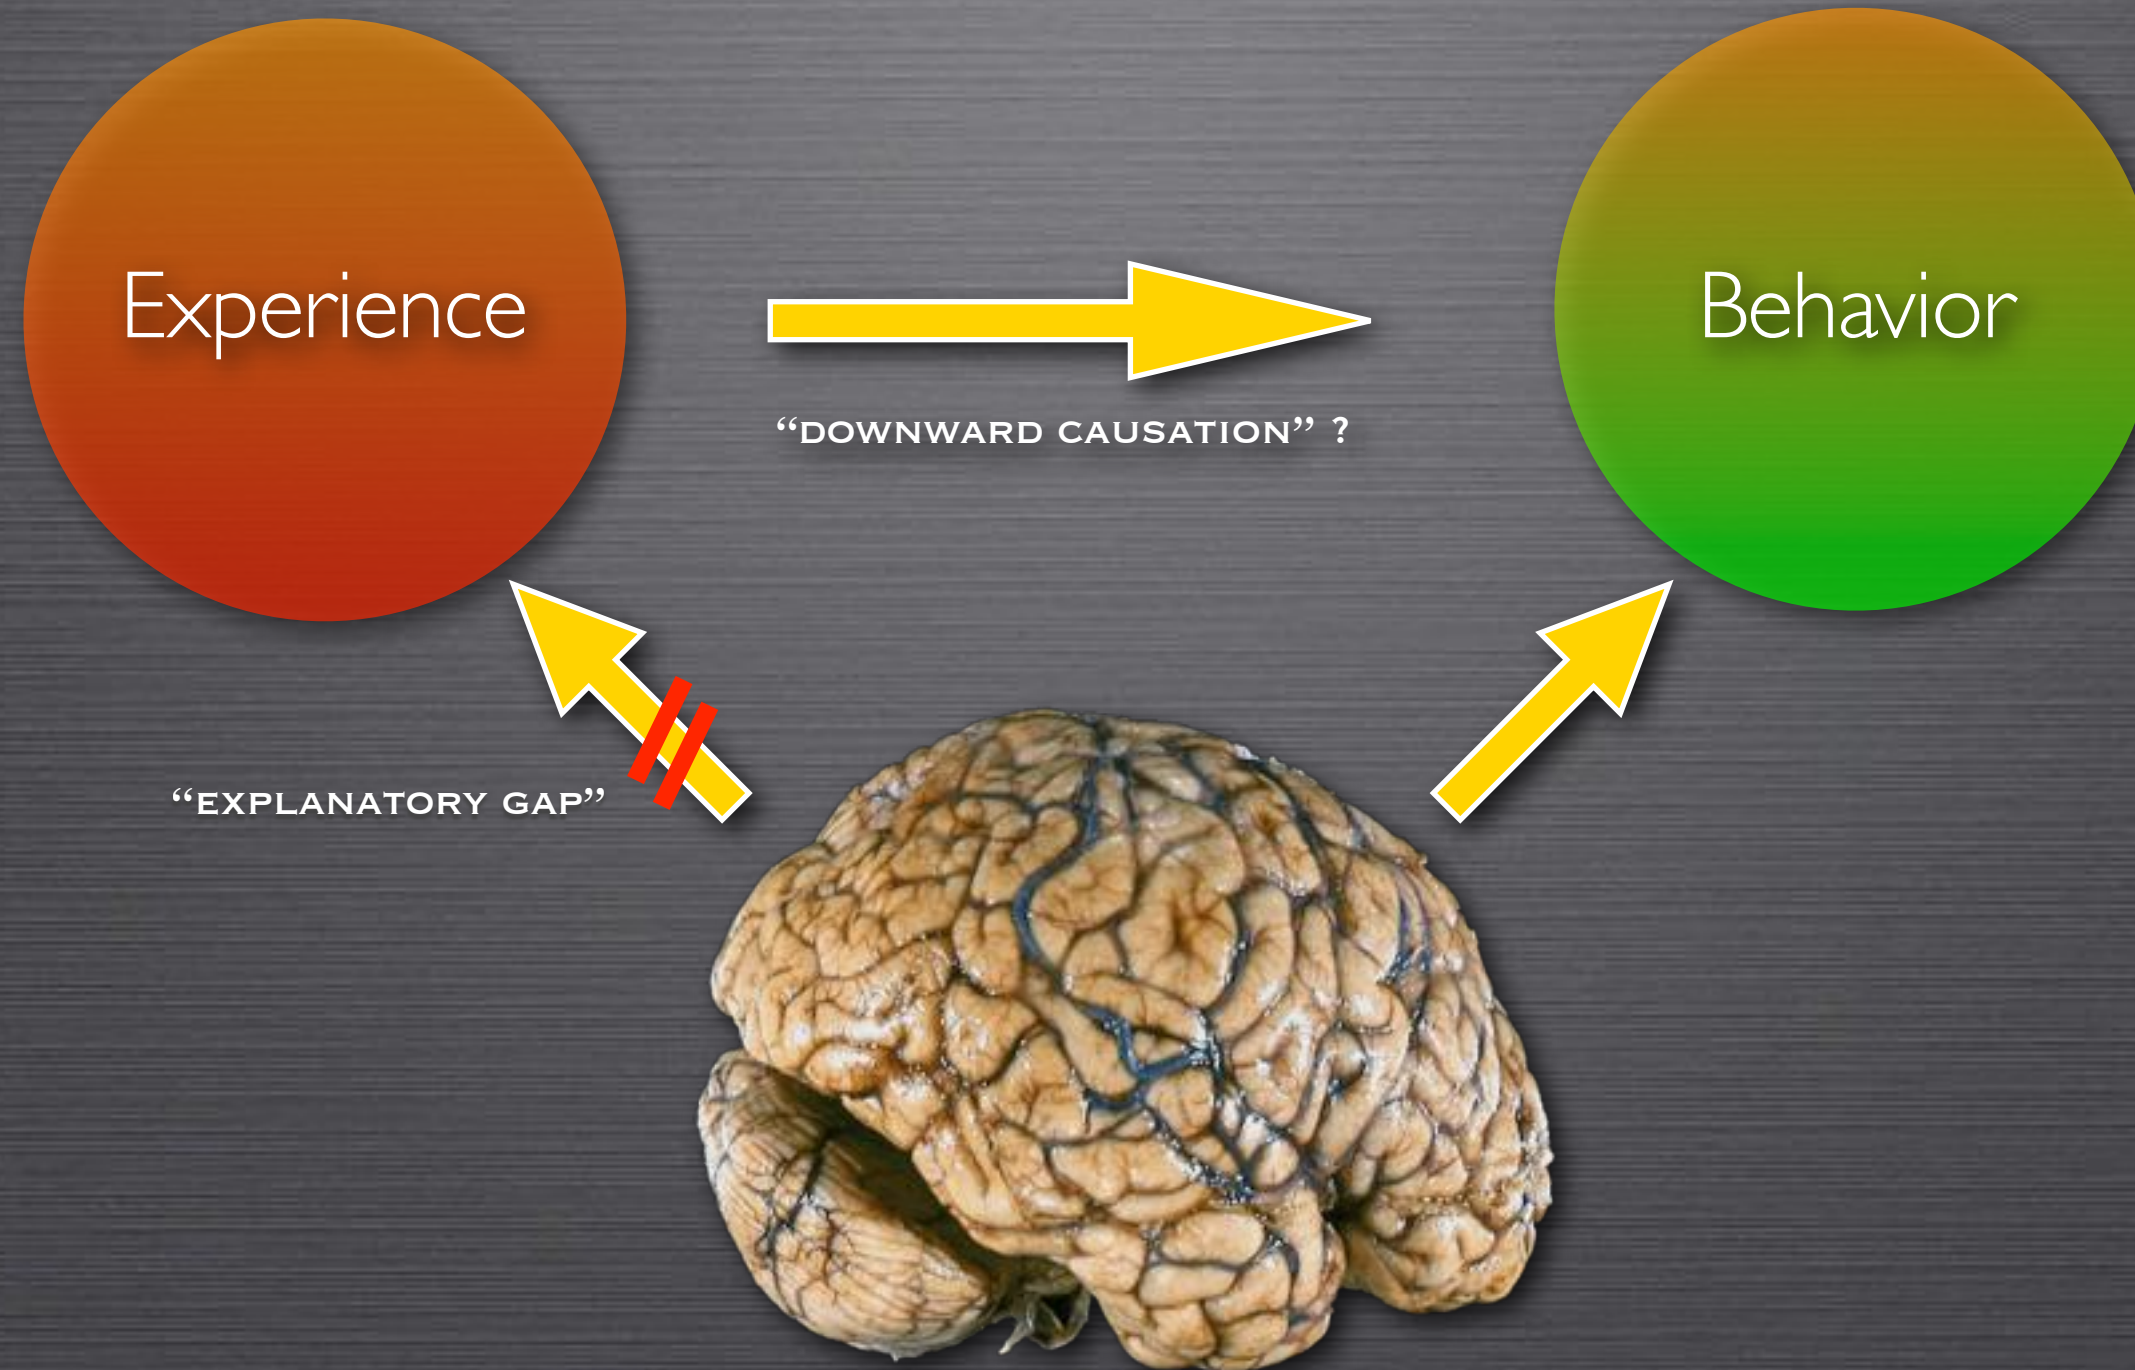 Experience
Behavior
“DOWNWARD CAUSATION” ?
“EXPLANATORY GAP”